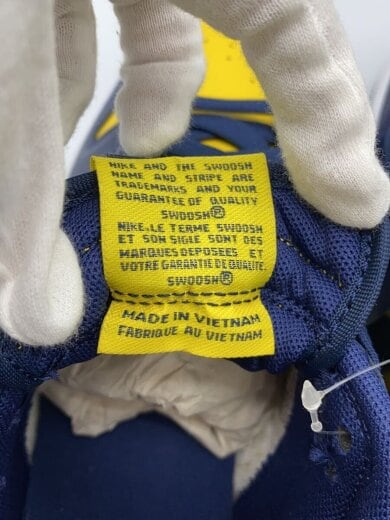 NIKE AND THE SWOOSH
NAME AND STRIPE ARE
TRADEMARKS AND YOUR
GUARANTEE OF QUALITY
SWOOSH®
NIKE, LE TERME SWOOSH
ET SON SIGLE SONT DES
MARQUES DEPOSEES ET
VOTRE GARANTIE DE QUALITE.
SWOOSH®
MADE IN VIETNAM
FABRIQUE AU VIETNAM